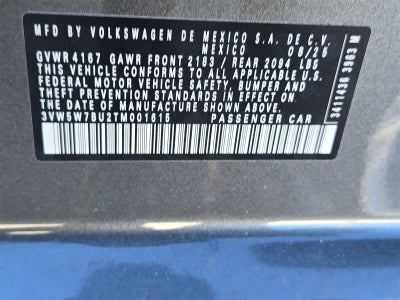 MFD BY VOLKSWAGEN DE MEXICO S.A. DE C.V.
MEXICO 08/25
GVWR 4167 GAWR FRONT 2183 / REAR 2094 LBS
THIS VEHICLE CONFORMS TO ALL APPLICABLE U.S.
FEDERAL MOTOR VEHICLE SAFETY, BUMPER AND
THEFT PREVENTION STANDARDS IN EFFECT ON
THE DATE OF MANUFACTURE SHOWN ABOVE.
3VW5W7BU2TM001615 PASSENGER CAR